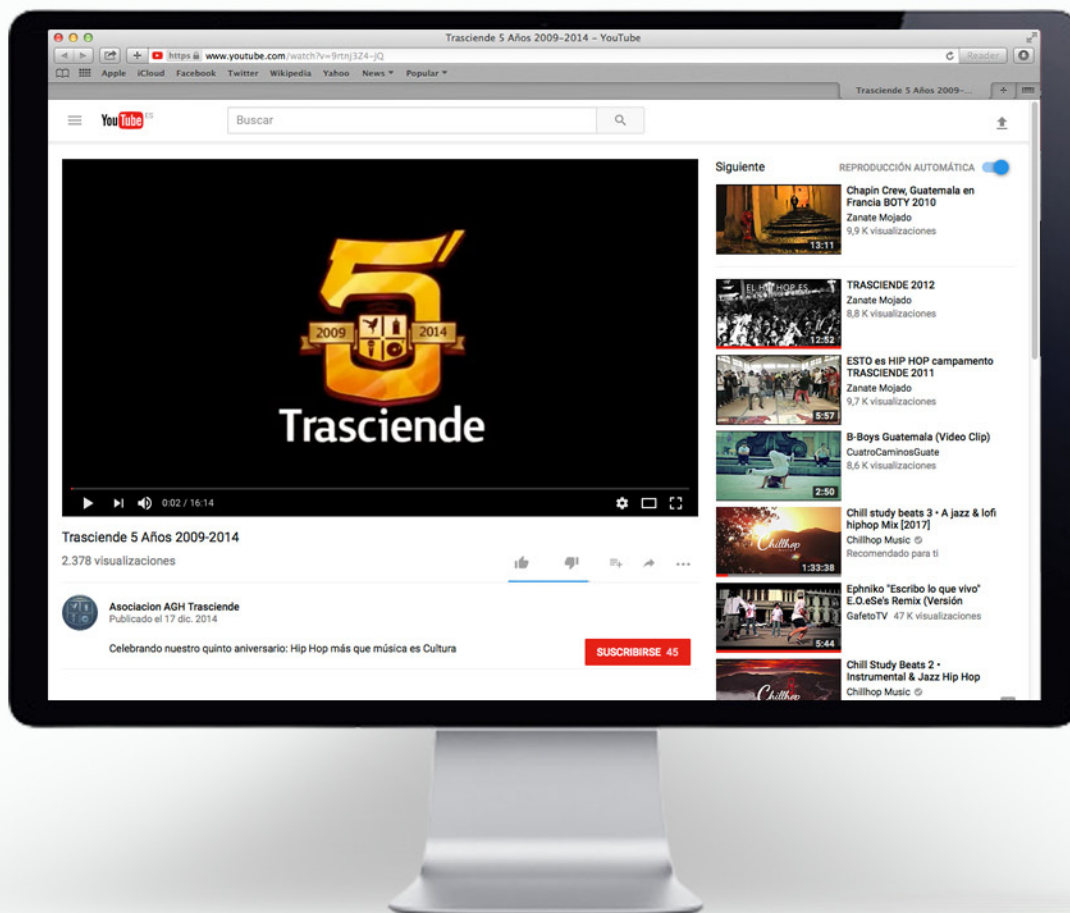 Trasciende 5 Años 2009-2014 - YouTube
https www.youtube.com/watch?v=9rtnj3Z4-jQ
Reader
Apple iCloud Facebook Twitter Wikipedia Yahoo News Popular
Trasciende 5 Años 2009-...
YouTube ES
Buscar
2009
5
2014
Trasciende
0:02 / 16:14
Trasciende 5 Años 2009-2014
2.378 visualizaciones
Asociacion AGH Trasciende
Publicado el 17 dic. 2014
Celebrando nuestro quinto aniversario: Hip Hop más que música es Cultura
SUSCRIBIRSE 45
Siguiente
REPRODUCCIÓN AUTOMÁTICA
13:11
Chapin Crew, Guatemala en
Francia BOTY 2010
Zanate Mojado
9,9 K visualizaciones
EL HIP HOP ES
12:52
TRASCIENDE 2012
Zanate Mojado
8,8 K visualizaciones
5:57
ESTO es HIP HOP campamento
TRASCIENDE 2011
Zanate Mojado
9,7 K visualizaciones
2:50
B-Boys Guatemala (Video Clip)
CuatroCaminosGuate
8,6 K visualizaciones
Chillhop
1:33:38
Chill study beats 3 • A jazz & lofi
hiphop Mix [2017]
Chillhop Music
Recomendado para ti
5:44
Ephniko "Escribo lo que vivo"
E.O.eSe's Remix (Versión
GafetoTV 47 K visualizaciones
Chillhop
Chill Study Beats 2 •
Instrumental & Jazz Hip Hop
Chillhop Music